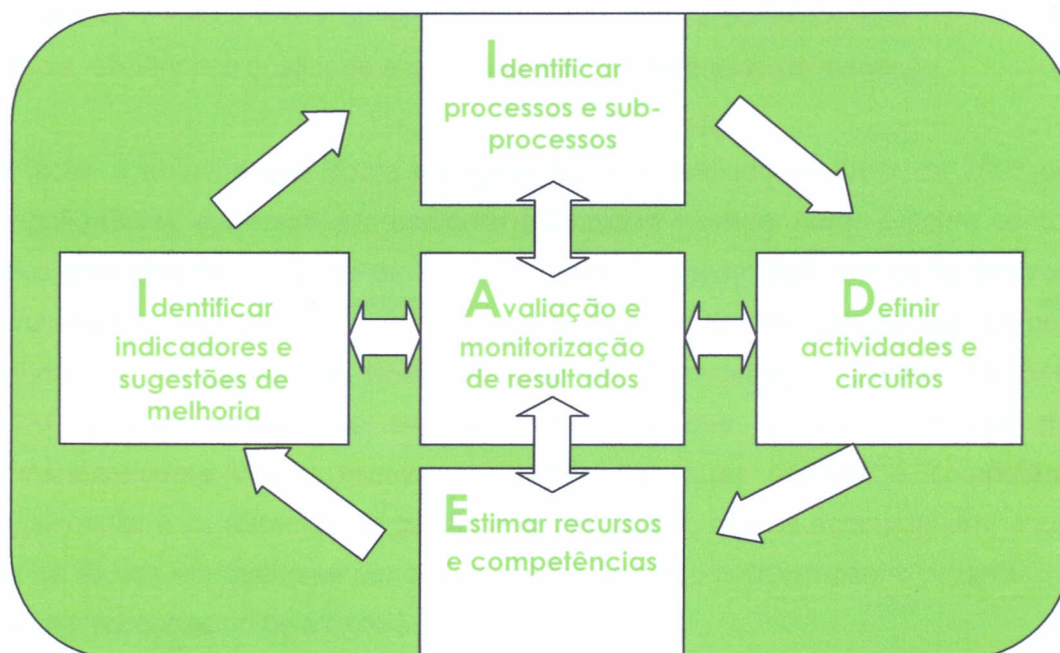 Identificar
processos e sub-
processos
Identificar
indicadores e
sugestões de
melhoria
Avaliação e
monitorização
de resultados
Definir
actividades e
circuitos
Estimar recursos
e competências